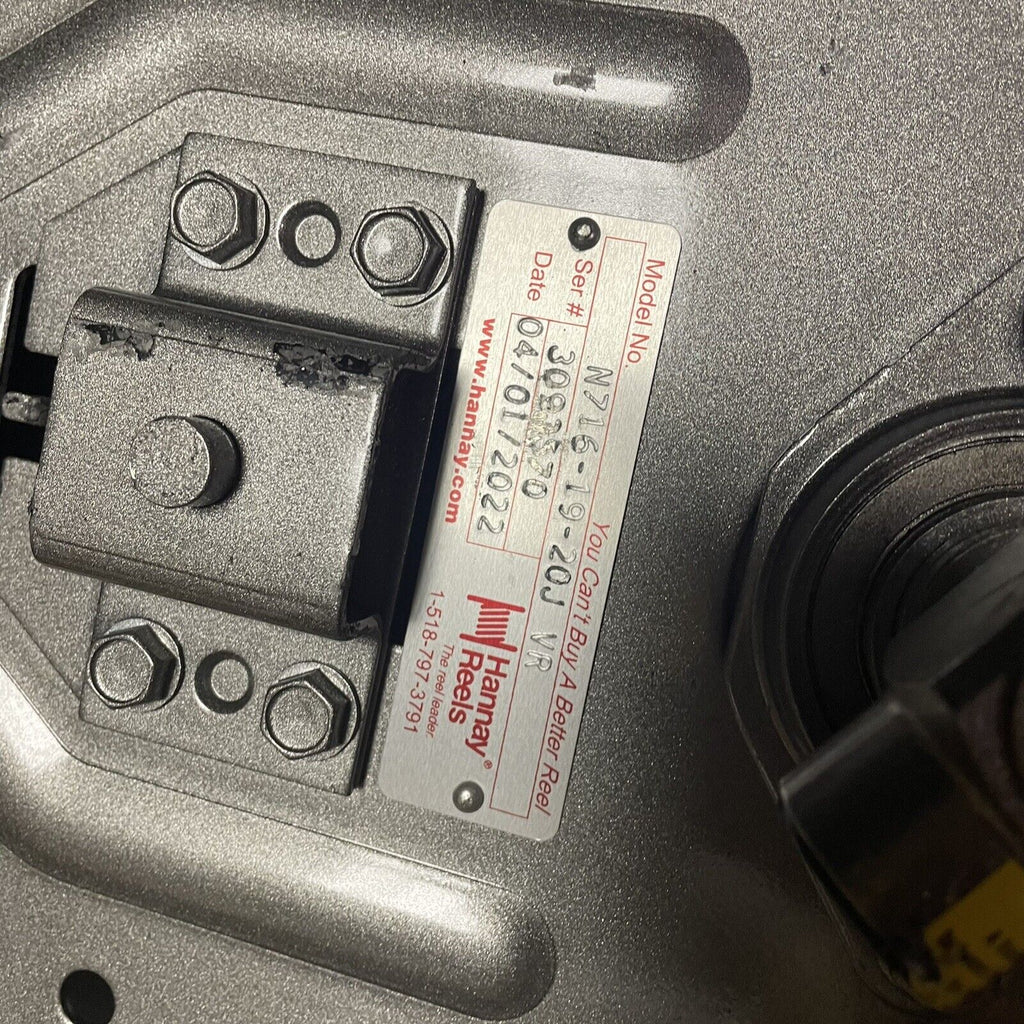 You Can't Buy A Better Reel
Model No. N716-19-20J VR
Ser #
Date 04/01/2022
www.hannay.com
Hannay®
Reels
The reel leader
1-518-797-3791